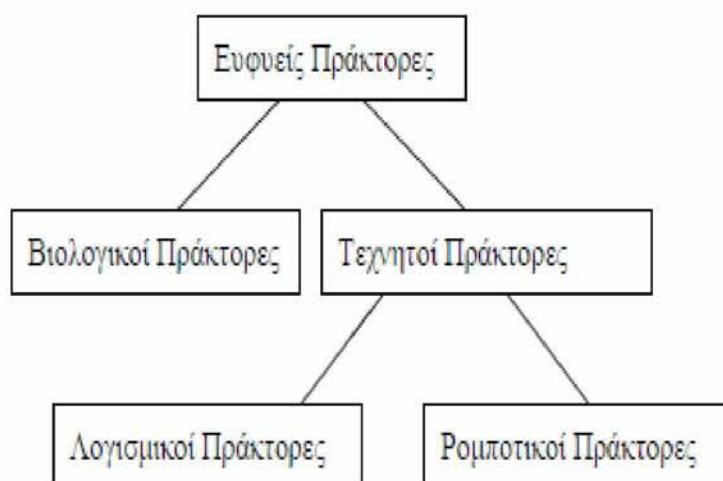 Ευφυείς Πράκτορες
Βιολογικοί Πράκτορες
Τεχνητοί Πράκτορες
Λογισμικοί Πράκτορες
Ρομποτικοί Πράκτορες